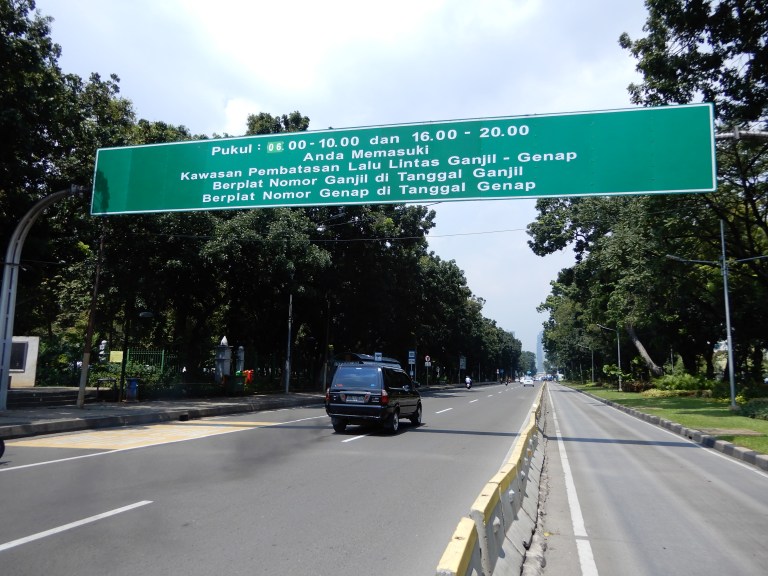 Pukul : 06.00 - 10.00 dan 16.00 - 20.00
Anda Memasuki
Kawasan Pembatasan Lalu Lintas Ganjil - Genap
Berplat Nomor Ganjil di Tanggal Ganjil
Berplat Nomor Genap di Tanggal Genap